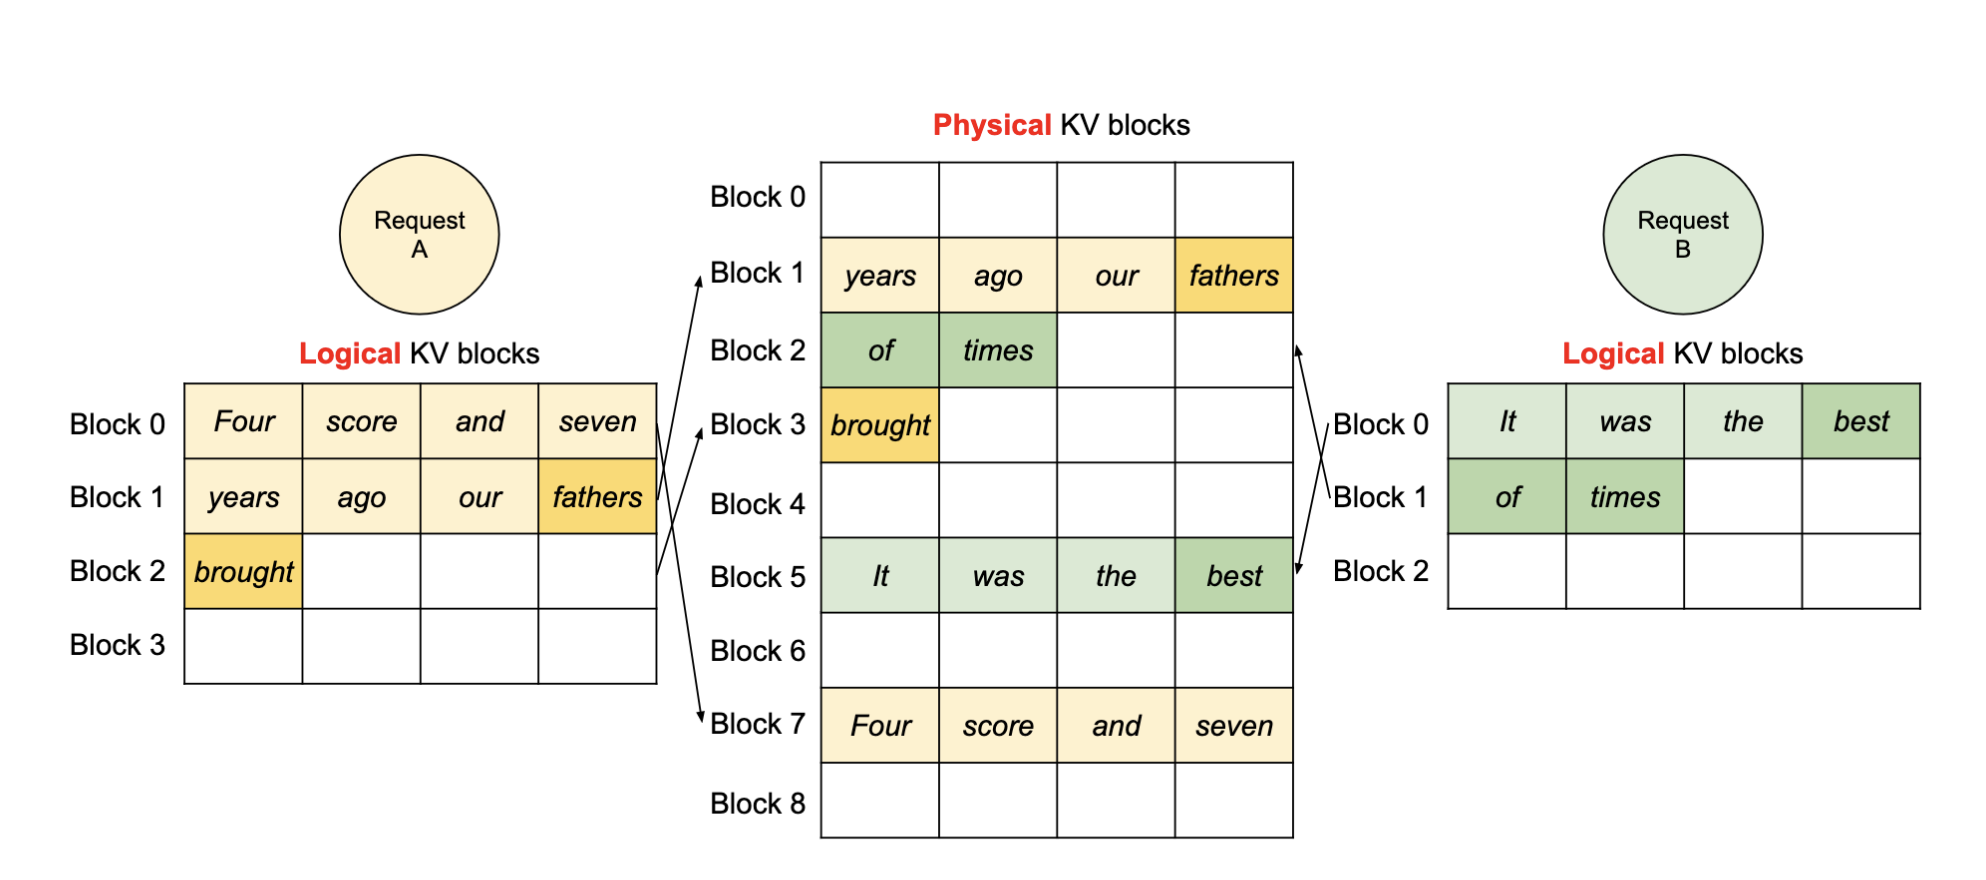 Physical KV blocks
Request
A
Request
B
Logical KV blocks
Block 0 Four score and seven
Block 1 years ago our fathers
Block 2 brought
Block 3
Block 0
Block 1 years ago our fathers
Block 2 of times
Block 3 brought
Block 4
Block 5 It was the best
Block 6
Block 7 Four score and seven
Block 8
Logical KV blocks
Block 0 It was the best
Block 1 of times
Block 2